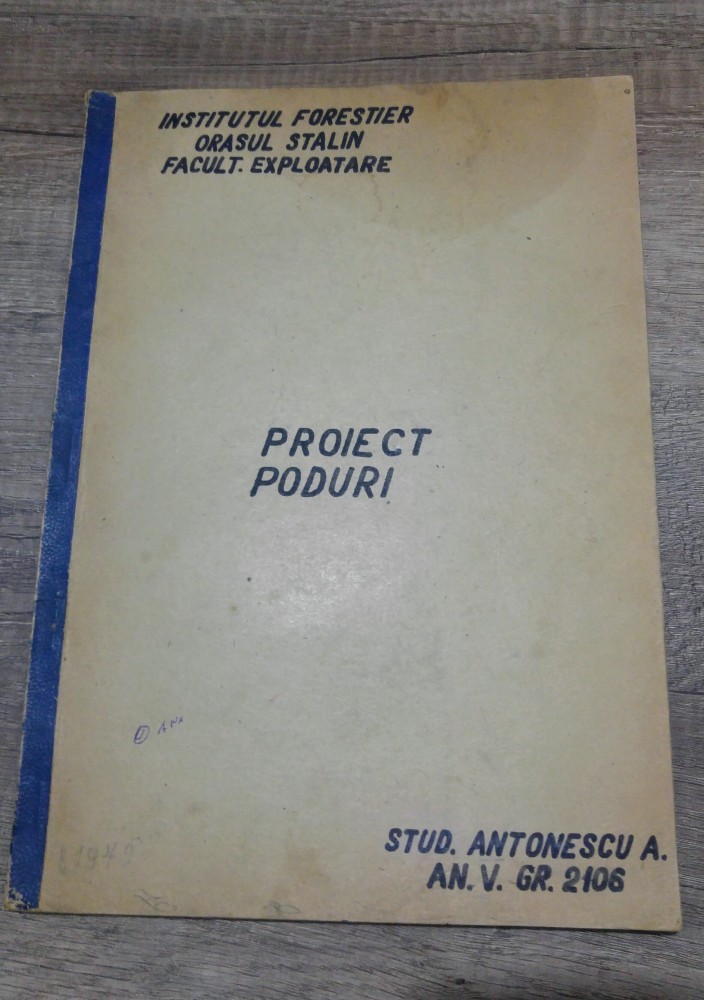 INSTITUTUL FORESTIER
ORASUL STALIN
FACULT. EXPLOATARE
PROIECT
PODURI
STUD. ANTONESCU A.
AN. V. GR. 2106